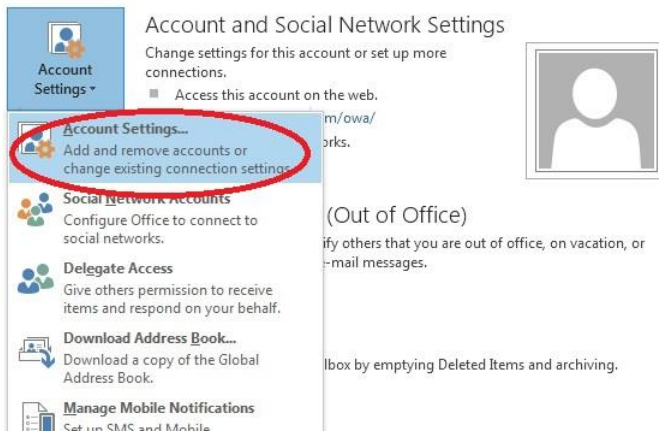 Account and Social Network Settings
Change settings for this account or set up more
connections.
Access this account on the web.
m/owa/
orks.
Account
Settings
Account Settings...
Add and remove accounts or
change existing connection settings
Social Network Accounts
Configure Office to connect to
social networks.
Delegate Access
Give others permission to receive
items and respond on your behalf.
Download Address Book...
Download a copy of the Global
Address Book.
Manage Mobile Notifications
Set up SMS and Mobile
(Out of Office)
ify others that you are out of office, on vacation, or
-mail messages.
lbox by emptying Deleted Items and archiving.